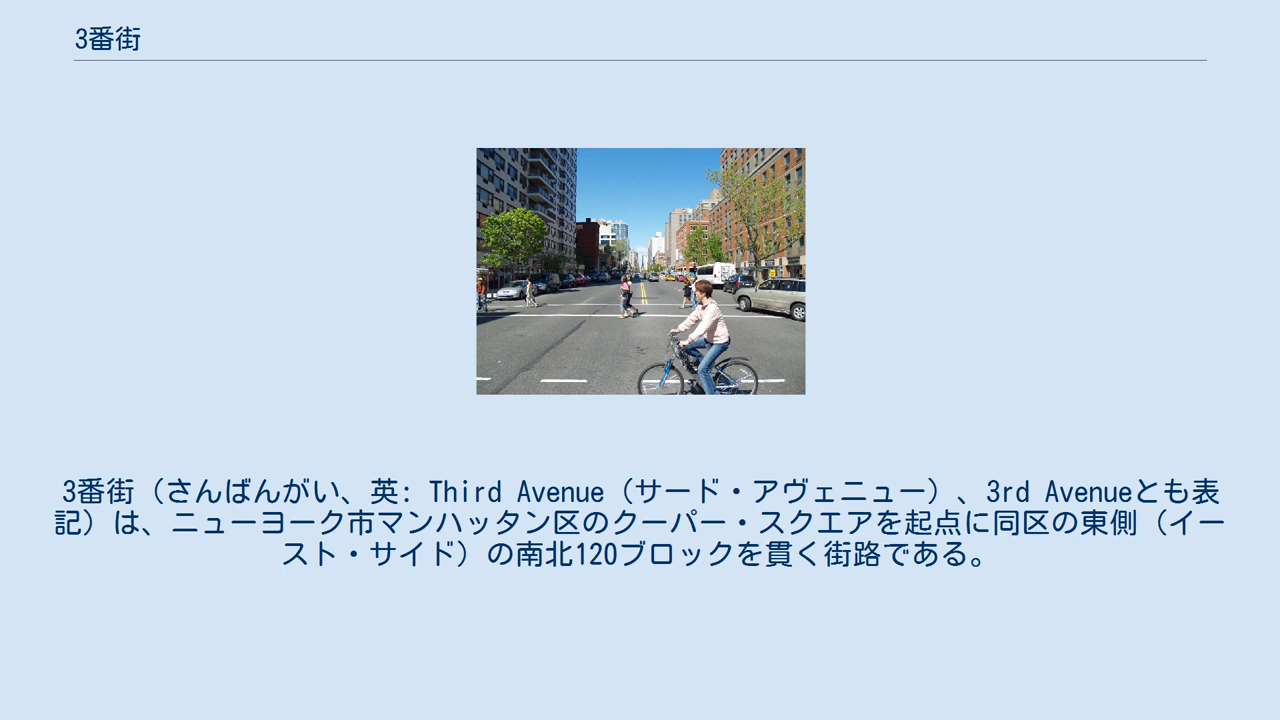 3番街
3番街（さんばんがい、英: Third Avenue（サード・アヴェニュー）、3rd Avenueとも表
記）は、ニューヨーク市マンハッタン区のクーパー・スクエアを起点に同区の東側（イー
スト・サイド）の南北120ブロックを貫く街路である。